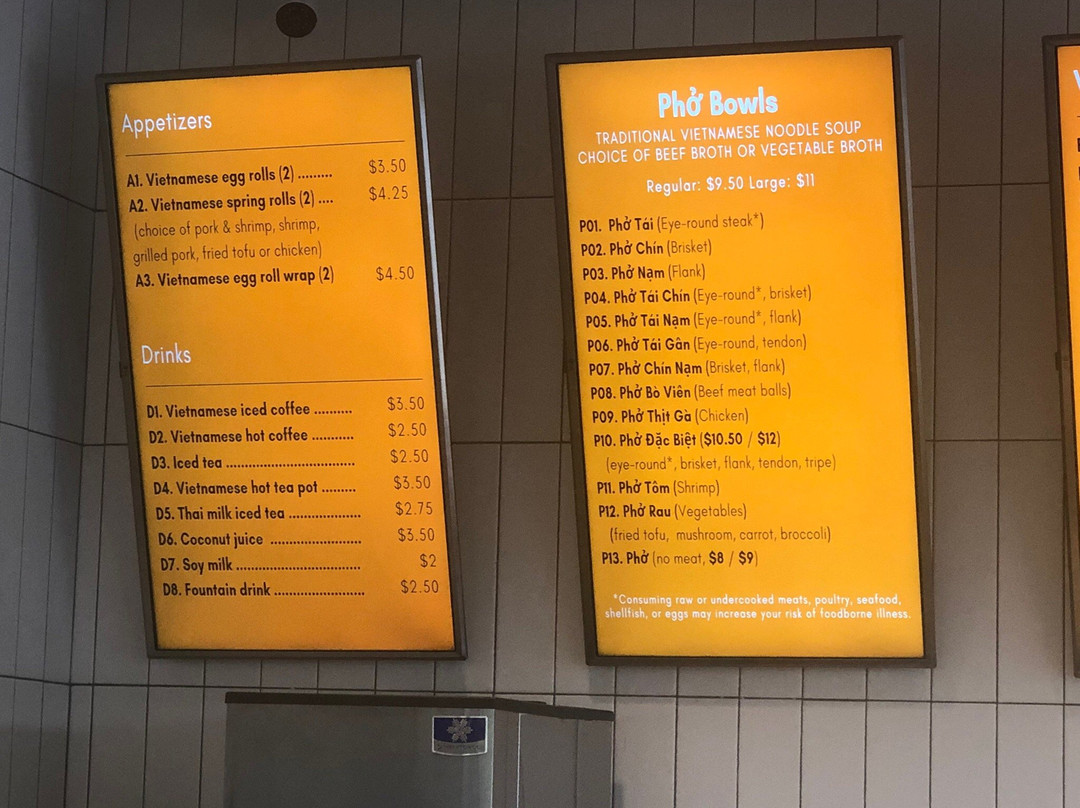 Appetizers
A1. Vietnamese egg rolls (2) ......... $3.50
A2. Vietnamese spring rolls (2) .... $4.25
(choice of pork & shrimp, shrimp,
grilled pork, fried tofu or chicken)
A3. Vietnamese egg roll wrap (2) $4.50
Drinks
D1. Vietnamese iced coffee .......... $3.50
D2. Vietnamese hot coffee ........... $2.50
D3. Iced tea .................................. $2.50
D4. Vietnamese hot tea pot ......... $3.50
D5. Thai milk iced tea ................... $2.75
D6. Coconut juice ........................ $3.50
D7. Soy milk ................................. $2
D8. Fountain drink ........................ $2.50
Phở Bowls
TRADITIONAL VIETNAMESE NOODLE SOUP
CHOICE OF BEEF BROTH OR VEGETABLE BROTH
Regular: $9.50 Large: $11
P01. Phở Tái (Eye-round steak*)
P02. Phở Chín (Brisket)
P03. Phở Nạm (Flank)
P04. Phở Tái Chín (Eye-round*, brisket)
P05. Phở Tái Nạm (Eye-round*, flank)
P06. Phở Tái Gân (Eye-round, tendon)
P07. Phở Chín Nạm (Brisket, flank)
P08. Phở Bò Viên (Beef meat balls)
P09. Phở Thịt Gà (Chicken)
P10. Phở Đặc Biệt ($10.50 / $12)
(eye-round*, brisket, flank, tendon, tripe)
P11. Phở Tôm (Shrimp)
P12. Phở Rau (Vegetables)
(fried tofu, mushroom, carrot, broccoli)
P13. Phở (no meat, $8 / $9)
*Consuming raw or undercooked meats, poultry, seafood,
shellfish, or eggs may increase your risk of foodborne illness.